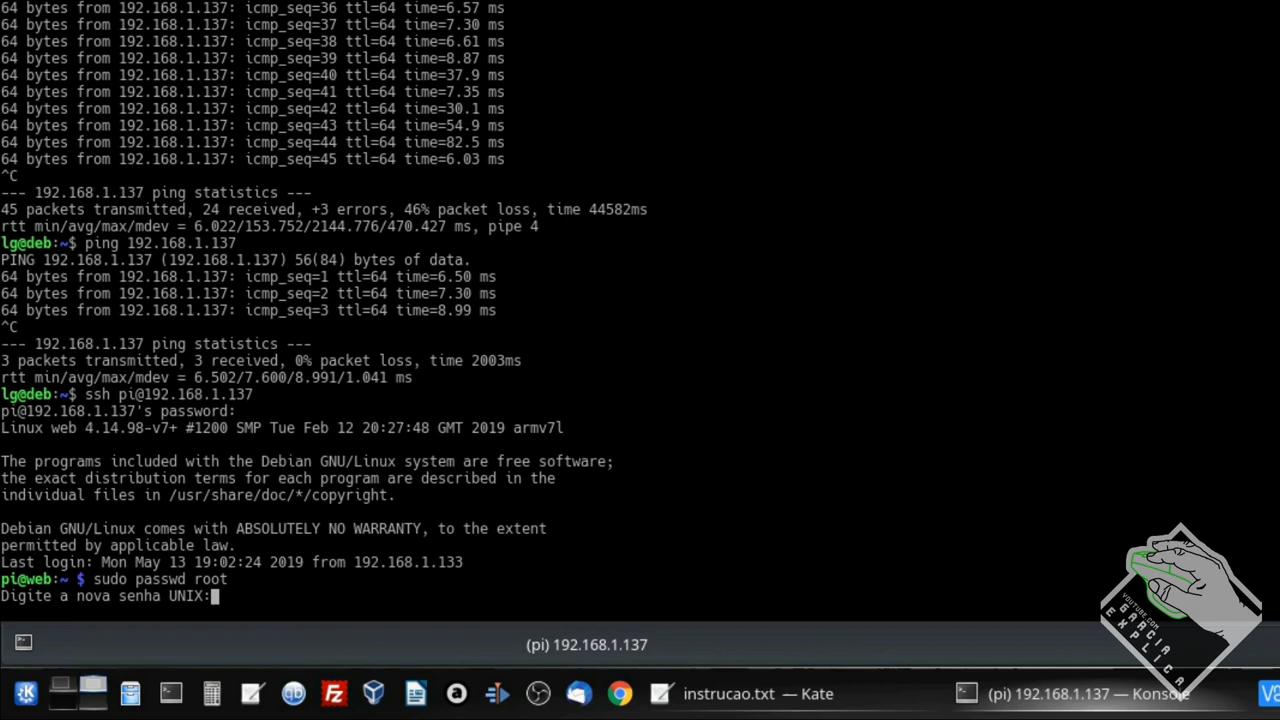 64 bytes from 192.168.1.137: icmp_seq=36 ttl=64 time=6.57 ms
64 bytes from 192.168.1.137: icmp_seq=37 ttl=64 time=7.30 ms
64 bytes from 192.168.1.137: icmp_seq=38 ttl=64 time=6.61 ms
64 bytes from 192.168.1.137: icmp_seq=39 ttl=64 time=8.87 ms
64 bytes from 192.168.1.137: icmp_seq=40 ttl=64 time=37.9 ms
64 bytes from 192.168.1.137: icmp_seq=41 ttl=64 time=7.35 ms
64 bytes from 192.168.1.137: icmp_seq=42 ttl=64 time=30.1 ms
64 bytes from 192.168.1.137: icmp_seq=43 ttl=64 time=54.9 ms
64 bytes from 192.168.1.137: icmp_seq=44 ttl=64 time=82.5 ms
64 bytes from 192.168.1.137: icmp_seq=45 ttl=64 time=6.03 ms
^C
--- 192.168.1.137 ping statistics ---
45 packets transmitted, 24 received, +3 errors, 46% packet loss, time 44582ms
rtt min/avg/max/mdev = 6.022/153.752/2144.776/470.427 ms, pipe 4
lg@deb:~$ ping 192.168.1.137
PING 192.168.1.137 (192.168.1.137) 56(84) bytes of data.
64 bytes from 192.168.1.137: icmp_seq=1 ttl=64 time=6.50 ms
64 bytes from 192.168.1.137: icmp_seq=2 ttl=64 time=7.30 ms
64 bytes from 192.168.1.137: icmp_seq=3 ttl=64 time=8.99 ms
^C
--- 192.168.1.137 ping statistics ---
3 packets transmitted, 3 received, 0% packet loss, time 2003ms
rtt min/avg/max/mdev = 6.502/7.600/8.991/1.041 ms
lg@deb:~$ ssh pi@192.168.1.137
pi@192.168.1.137's password:
Linux web 4.14.98-v7+ #1200 SMP Tue Feb 12 20:27:48 GMT 2019 armv7l
The programs included with the Debian GNU/Linux system are free software;
the exact distribution terms for each program are described in the
individual files in /usr/share/doc/*/copyright.
Debian GNU/Linux comes with ABSOLUTELY NO WARRANTY, to the extent
permitted by applicable law.
Last login: Mon May 13 19:02:24 2019 from 192.168.1.133
pi@web:~ $ sudo passwd root
Digite a nova senha UNIX:
YOUTUBE.COM
GARCIA
EXPLICA
(pi) 192.168.1.137
instrucao.txt — Kate
(pi) 192.168.1.137 — Konsole